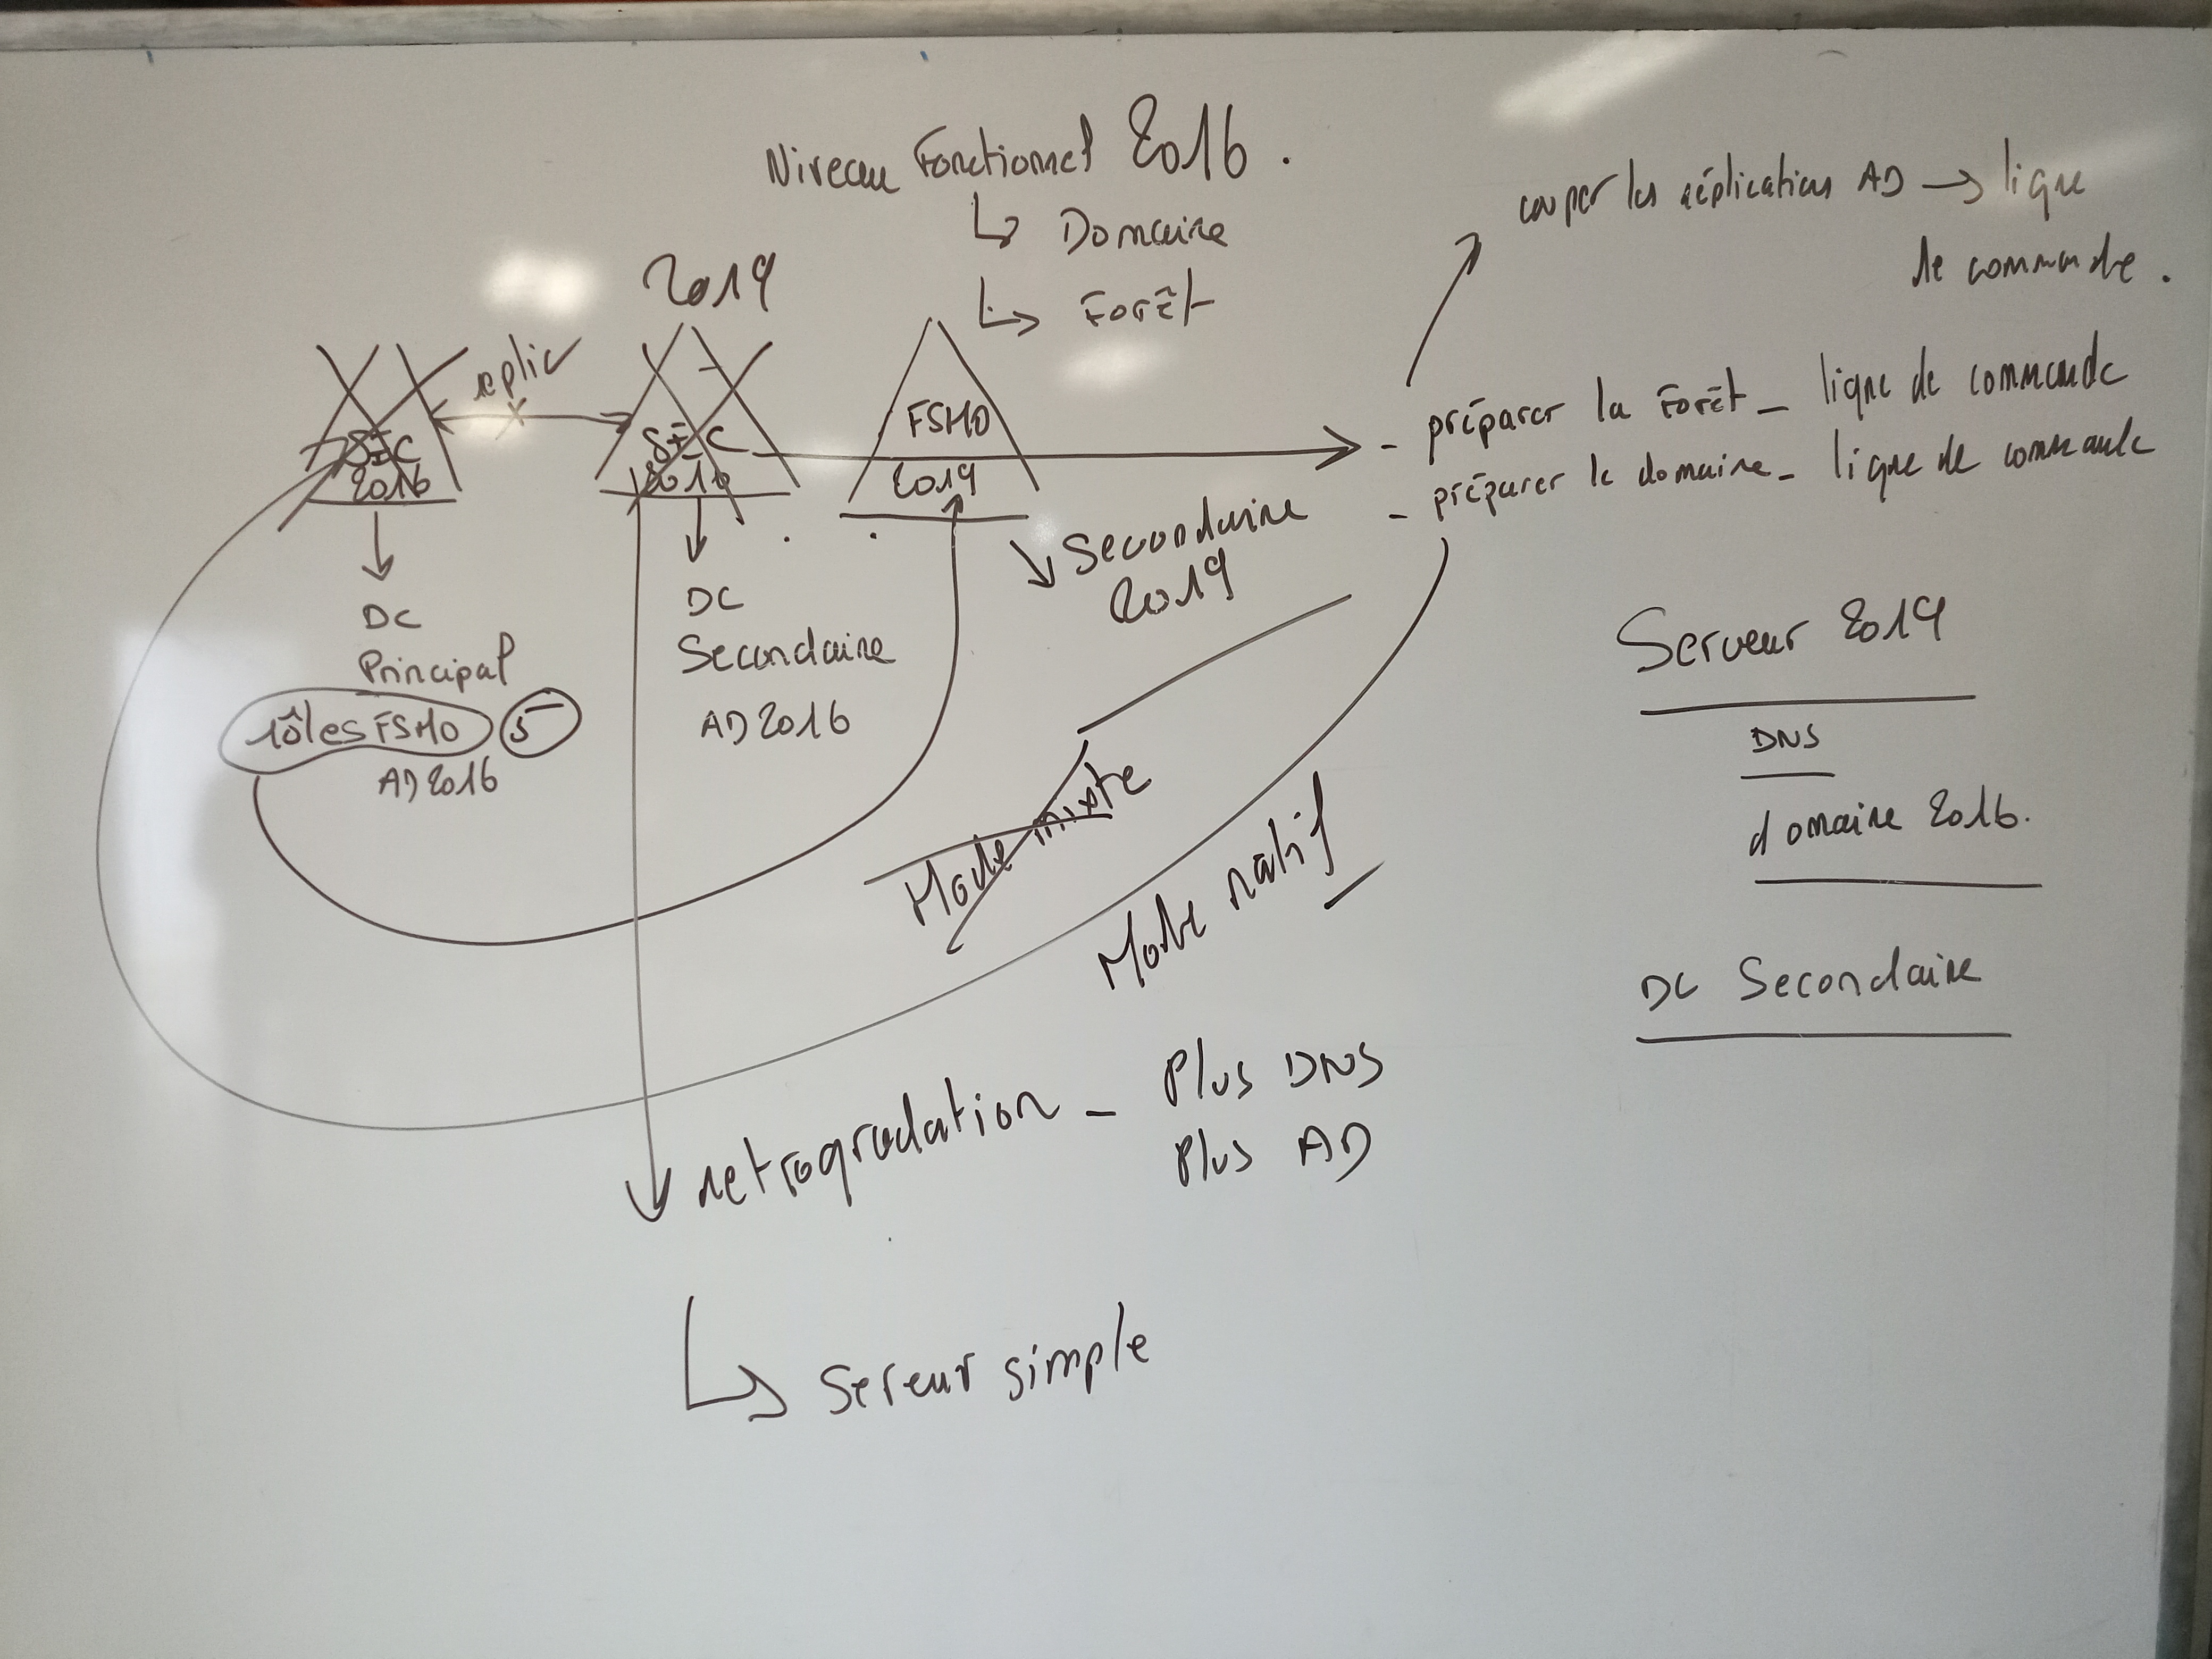 Niveau Fonctionnel 2016.
↳ Domaine
↳ Forêt
couper les réplications AD → ligne
de commande.
2019
replic
2016
2016
FSMO
2019
- préparer la Forêt - ligne de commande
- préparer le domaine - ligne de commande
Secondaire
2019
DC
Principal
rôles FSMO 5
AD 2016
DC
Secondaire
AD 2016
Mode mixte
Mode natif
Serveur 2019
DNS
domaine 2016.
DC Secondaire
retrogradation - Plus DNS
Plus AD
↳ Sereur simple